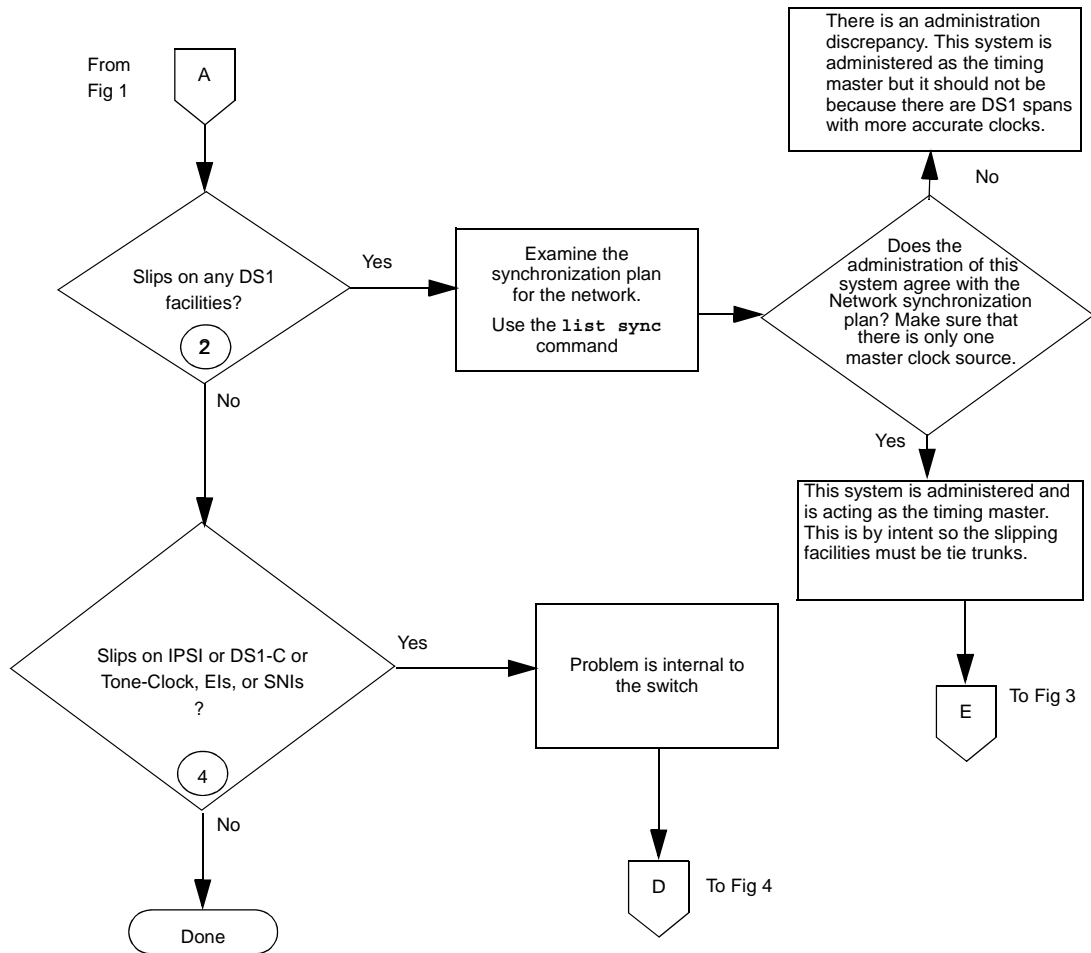 From
Fig 1
A
There is an administration
discrepancy. This system is
administered as the timing
master but it should not be
because there are DS1 spans
with more accurate clocks.
No
Slips on any DS1
facilities?
2
Yes
Examine the
synchronization plan
for the network.
Use the list sync
command
Does the
administration of this
system agree with the
Network synchronization
plan? Make sure that
there is only one
master clock source.
No
Yes
This system is administered and
is acting as the timing master.
This is by intent so the slipping
facilities must be tie trunks.
E
To Fig 3
Slips on IPSI or DS1-C or
Tone-Clock, EIs, or SNIs
?
4
Yes
Problem is internal to
the switch
D
To Fig 4
No
Done